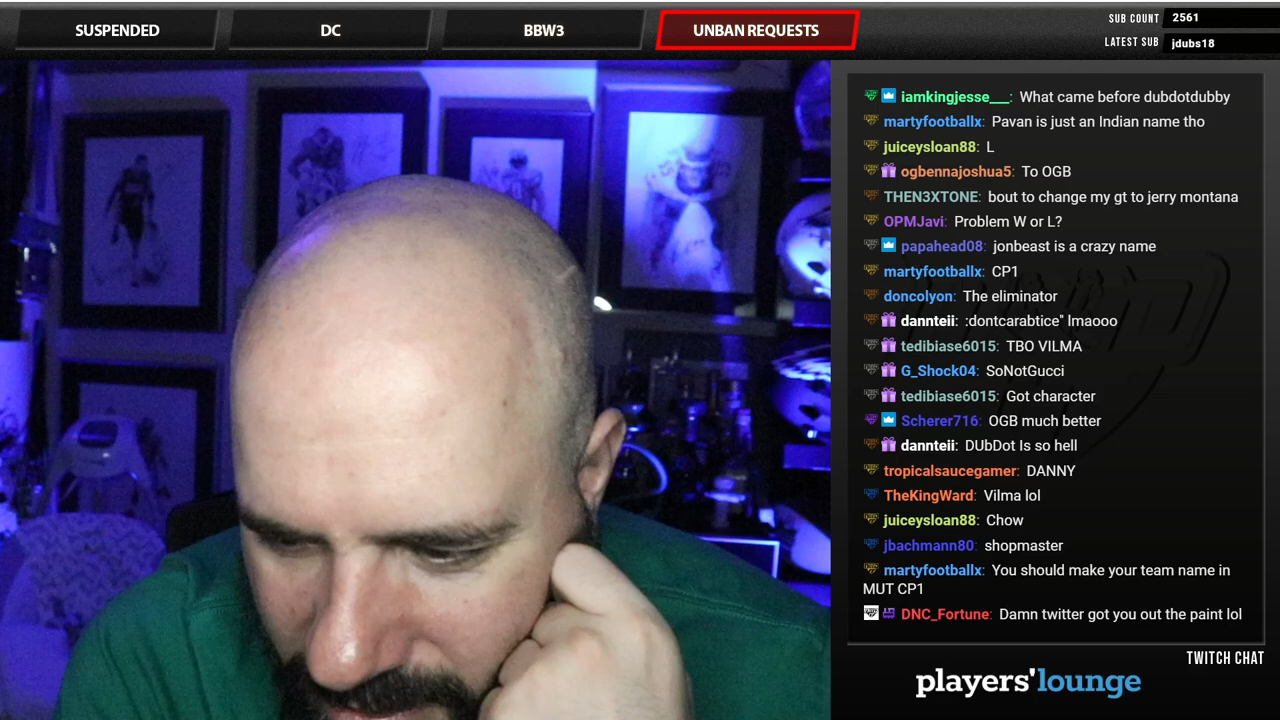 SUSPENDED
DC
BBW3
UNBAN REQUESTS
SUB COUNT 2561
LATEST SUB jdubs18
iamkingjesse___: What came before dubdotdubby
martyfootballx: Pavan is just an Indian name tho
juiceysloan88: L
ogbennajoshua5: To OGB
THEN3XTONE: bout to change my gt to jerry montana
OPMJavi: Problem W or L?
papahead08: jonbeast is a crazy name
martyfootballx: CP1
doncolyon: The eliminator
dannteii: :dontcarabtice" lmaooo
tedibiase6015: TBO VILMA
G_Shock04: SoNotGucci
tedibiase6015: Got character
Scherer716: OGB much better
dannteii: DUbDot Is so hell
tropicalsaucegamer: DANNY
TheKingWard: Vilma lol
juiceysloan88: Chow
jbachmann80: shopmaster
martyfootballx: You should make your team name in
MUT CP1
DNC_Fortune: Damn twitter got you out the paint lol
TWITCH CHAT
players'lounge